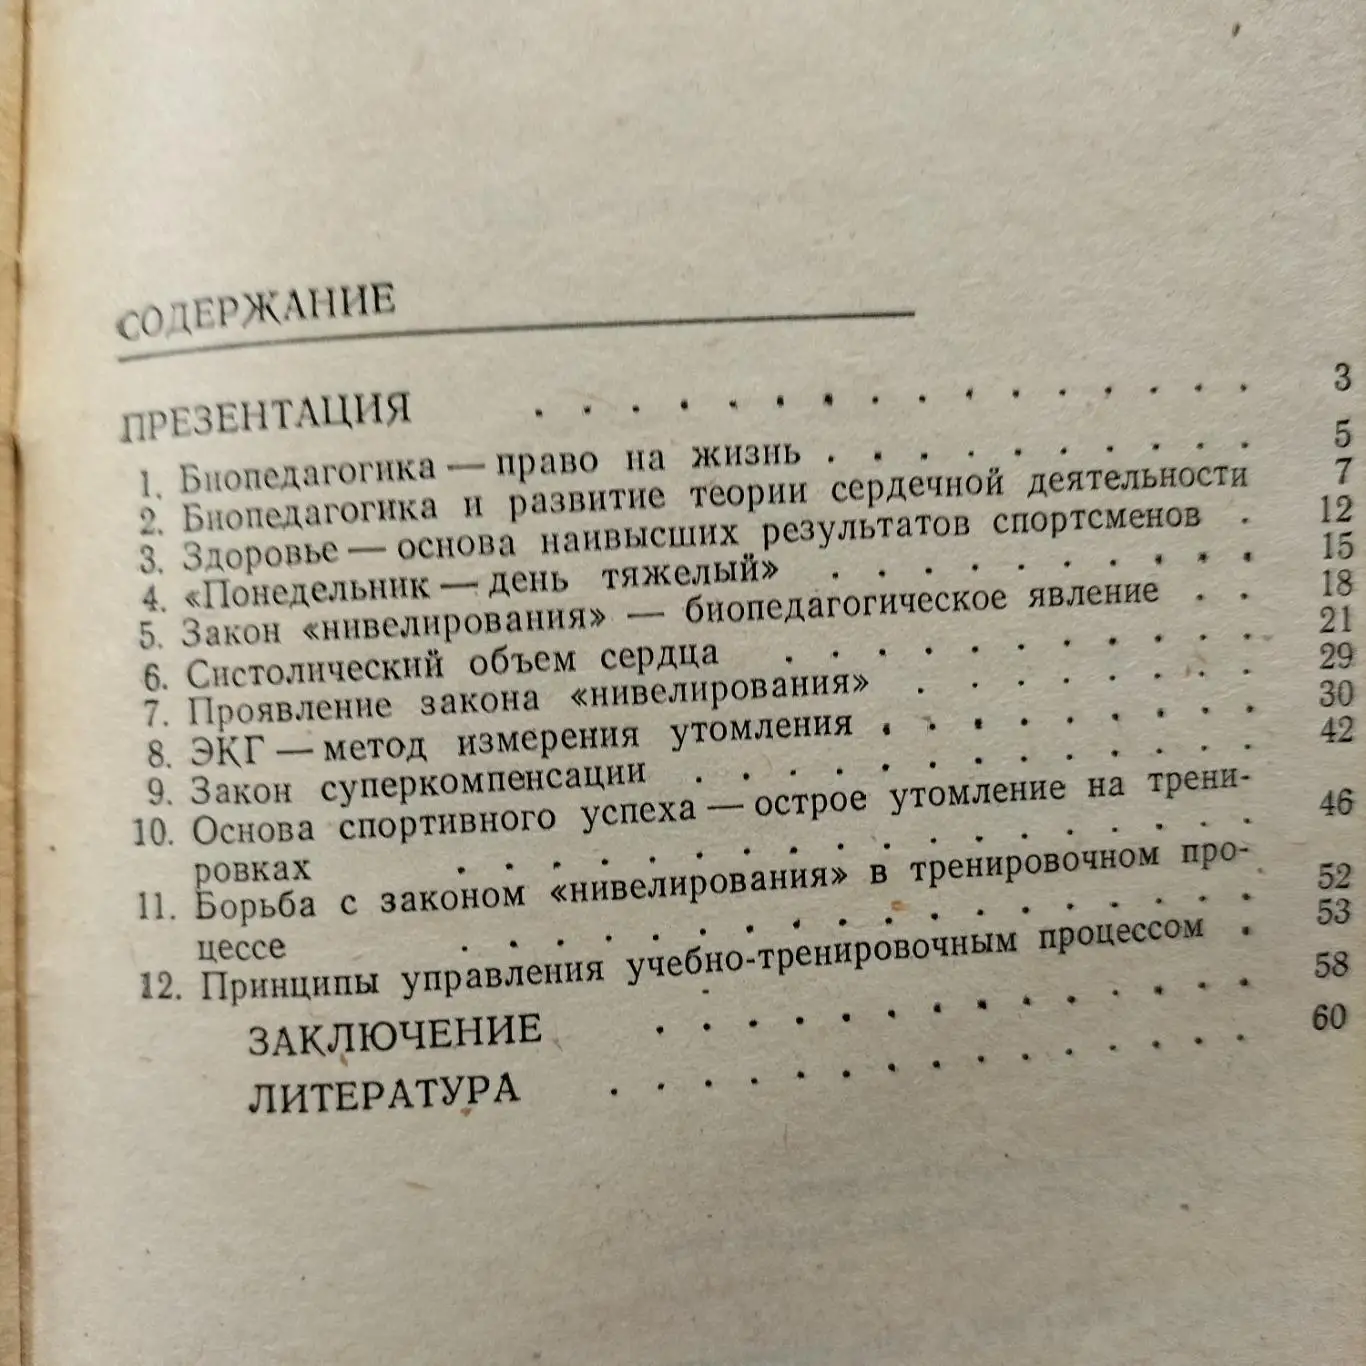 СОДЕРЖАНИЕ
ПРЕЗЕНТАЦИЯ . . . . . . . . . . . . . . . . 3
1. Биопедагогика — право на жизнь . . . . . . . . . . 5
2. Биопедагогика и развитие теории сердечной деятельности 7
3. Здоровье — основа наивысших результатов спортсменов . 12
4. «Понедельник — день тяжелый» . . . . . . . . . . 15
5. Закон «нивелирования» — биопедагогическое явление . . 18
6. Систолический объем сердца . . . . . . . . . . . 21
7. Проявление закона «нивелирования» . . . . . . . . 29
8. ЭКГ — метод измерения утомления . . . . . . . . . 30
9. Закон суперкомпенсации . . . . . . . . . . . . . 42
10. Основа спортивного успеха — острое утомление на трени-
ровках . . . . . . . . . . . . . . . . . . 46
11. Борьба с законом «нивелирования» в тренировочном про-
цессе . . . . . . . . . . . . . . . . . . 52
12. Принципы управления учебно-тренировочным процессом . 53
ЗАКЛЮЧЕНИЕ . . . . . . . . . . . . . . 58
ЛИТЕРАТУРА . . . . . . . . . . . . . . 60